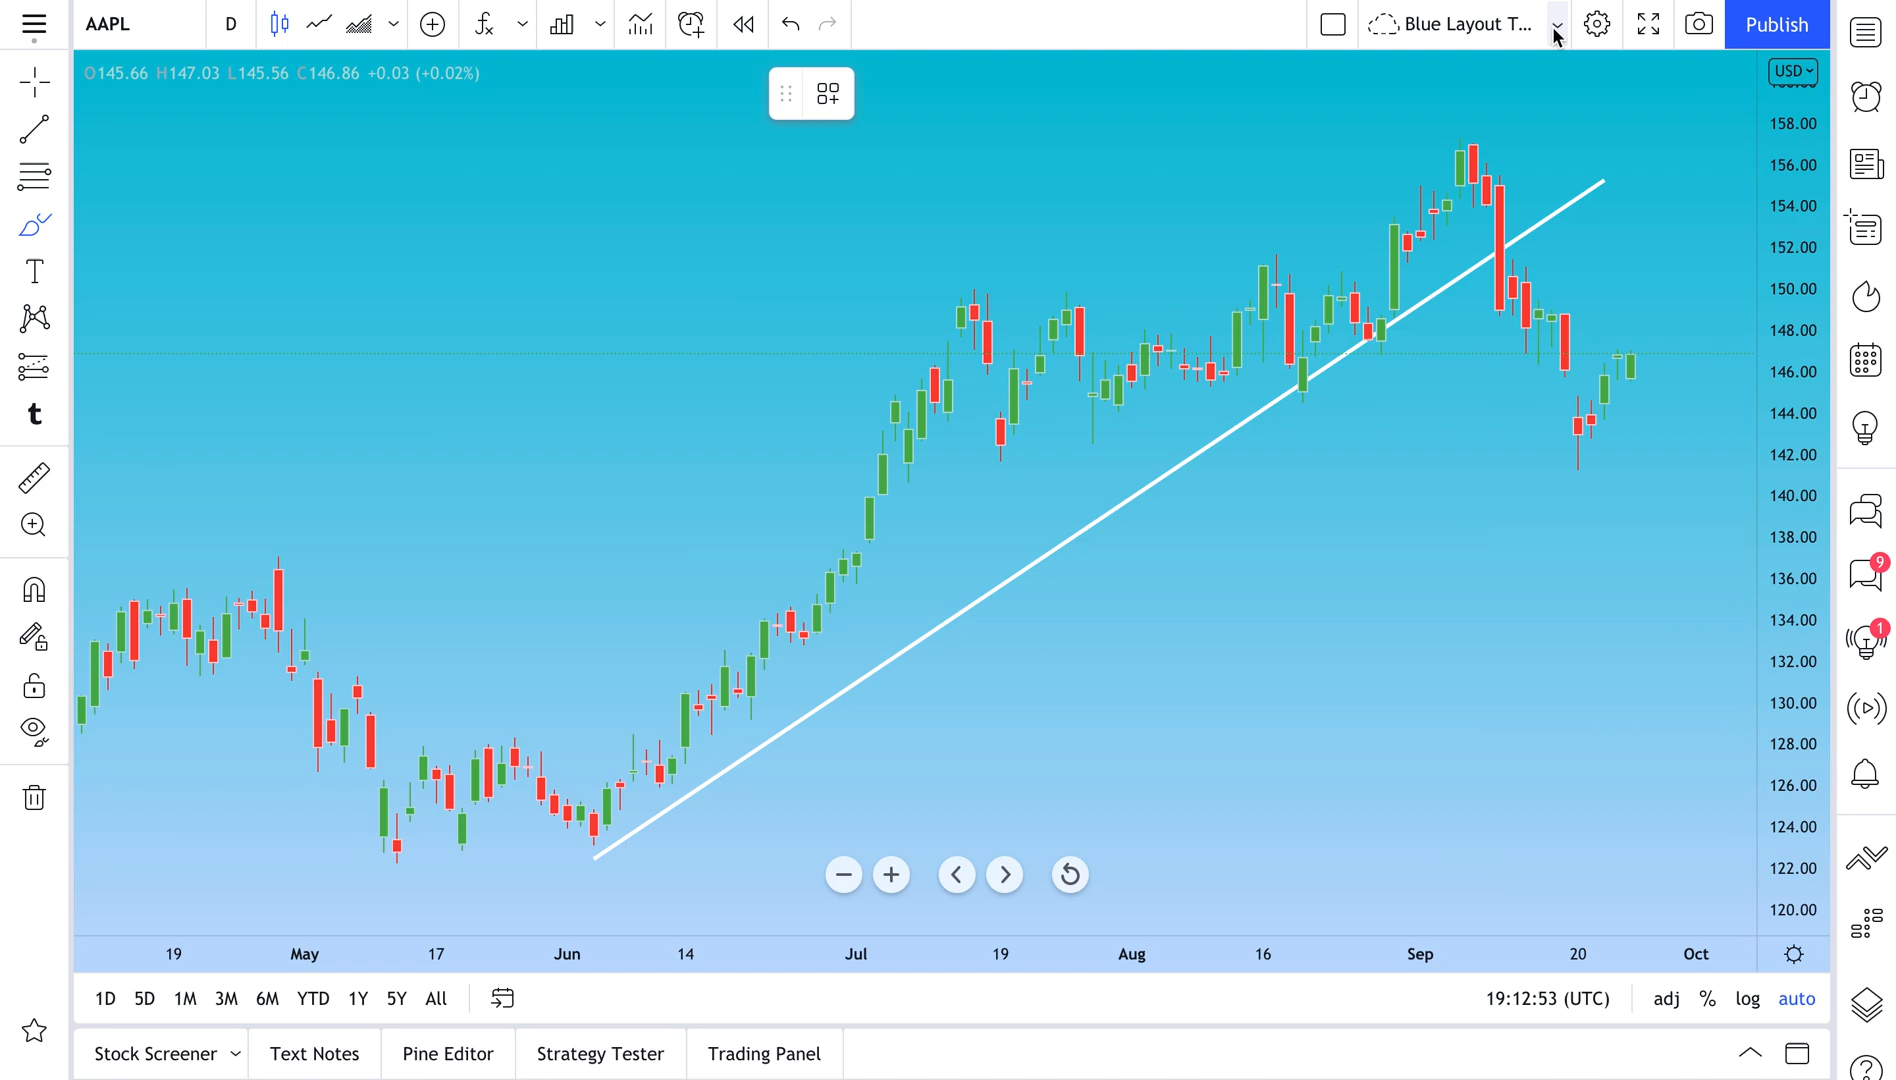 AAPL D Blue Layout T... Publish
O145.66 H147.03 L145.56 C146.86 +0.03 (+0.02%)
USD
158.00
156.00
154.00
152.00
150.00
148.00
146.00
144.00
142.00
140.00
138.00
136.00
134.00
132.00
130.00
128.00
126.00
124.00
122.00
120.00
T
t
9
1
19 May 17 Jun 14 Jul 19 Aug 16 Sep 20 Oct
1D 5D 1M 3M 6M YTD 1Y 5Y All 19:12:53 (UTC) adj % log auto
Stock Screener Text Notes Pine Editor Strategy Tester Trading Panel